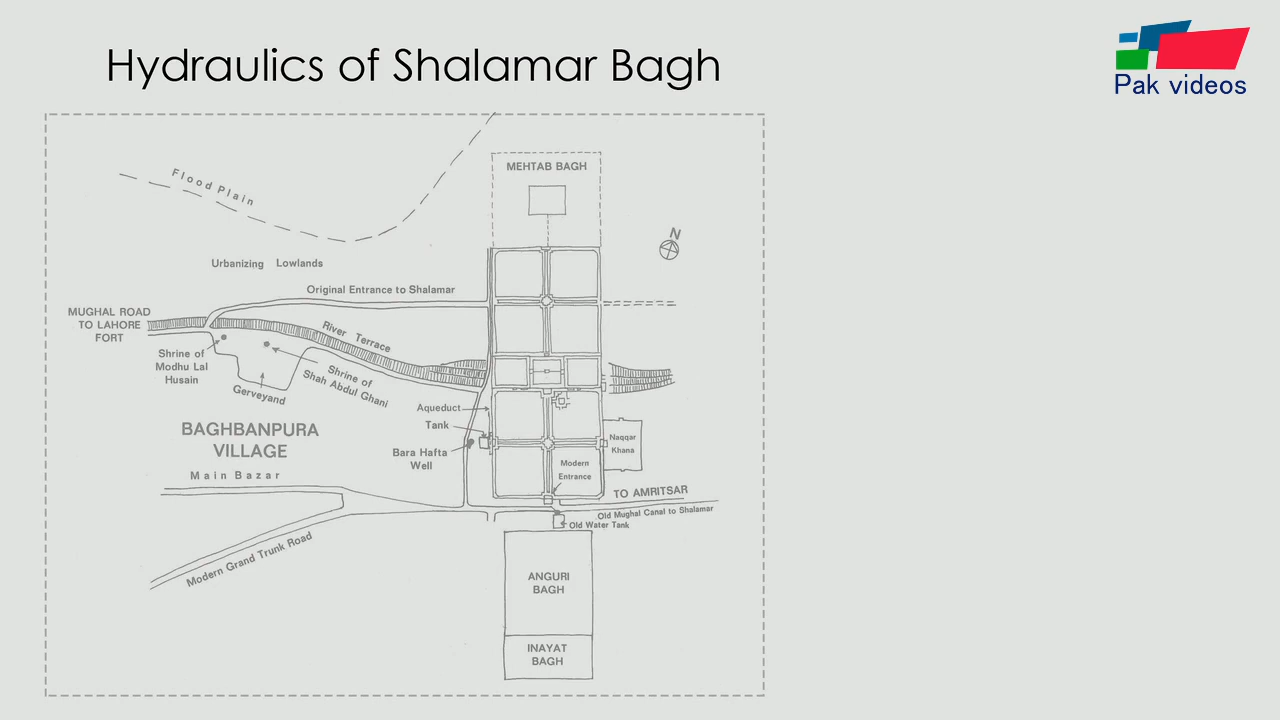 Hydraulics of Shalamar Bagh
Pak videos
MEHTAB BAGH
Flood Plain
N
Urbanizing Lowlands
Original Entrance to Shalamar
MUGHAL ROAD
TO LAHORE
FORT
River Terrace
Shrine of
Modhu Lal
Husain
Shrine of
Shah Abdul Ghani
Gerveyand
Aqueduct
Tank
BAGHBANPURA
VILLAGE
Bara Hafta
Well
Naqqar
Khana
Modern
Entrance
Main Bazar
TO AMRITSAR
Old Mughal Canal to Shalamar
Old Water Tank
Modern Grand Trunk Road
ANGURI
BAGH
INAYAT
BAGH